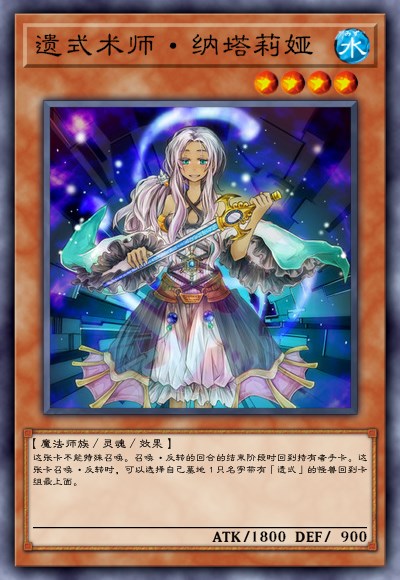 遗式术师·纳塔莉娅
水
【魔法师族／灵魂／效果】
这张卡不能特殊召唤。召唤·反转的回合的结束阶段时回到持有者手卡。这
张卡召唤·反转时，可以选择自己墓地1只名字带有「遗式」的怪兽回到卡
组最上面。
ATK/1800 DEF/ 900